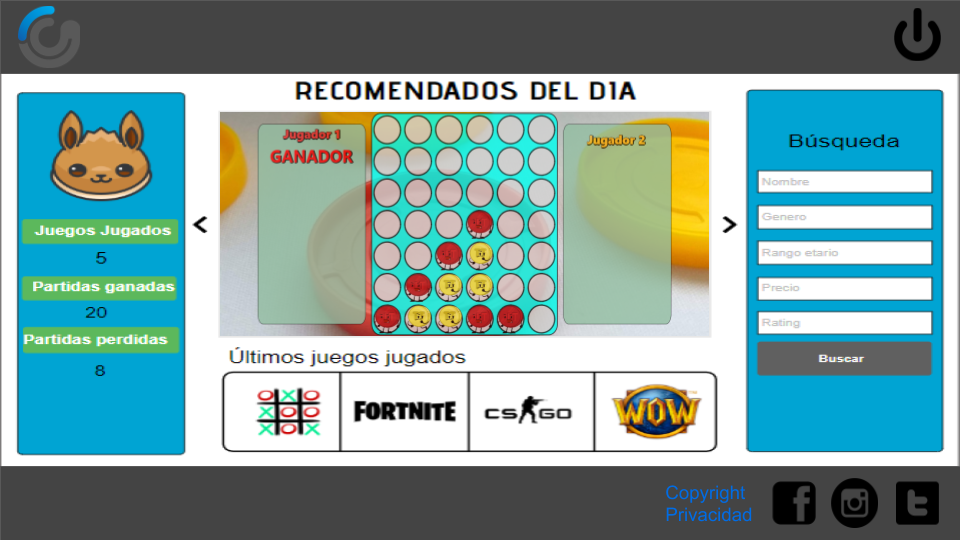 RECOMENDADOS DEL D1A
Jugador 1
GANADOR
Jugador 2
Juegos Jugados
5
Partidas ganadas
20
Partidas perdidas
8
Últimos juegos jugados
FORTNITE
CS GO
WOW
Búsqueda
Nombre
Genero
Rango etario
Precio
Rating
Buscar
Copyright
Privacidad